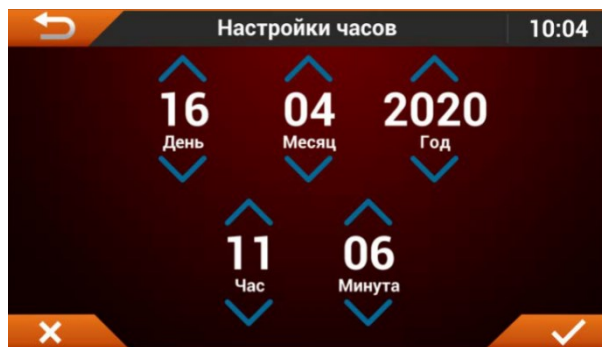 Настройки часов 10:04
16 04 2020
День Месяц Год
11 06
Час Минута